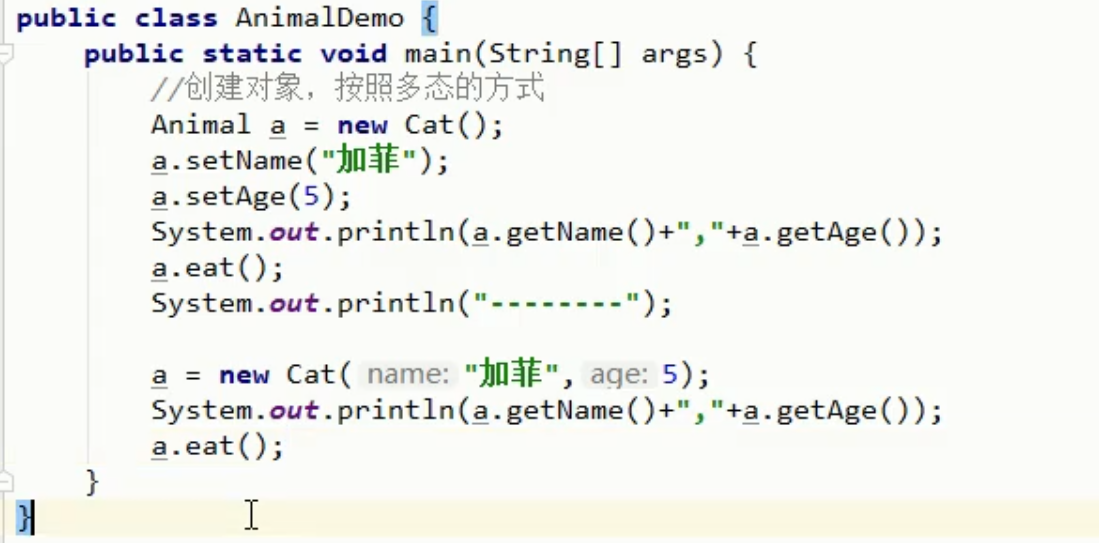 public class AnimalDemo {
public static void main(String[] args) {
//创建对象，按照多态的方式
Animal a = new Cat();
a.setName("加菲");
a.setAge(5);
System.out.println(a.getName()+","+a.getAge());
a.eat();
System.out.println("--------");
a = new Cat( name: "加菲", age: 5);
System.out.println(a.getName()+","+a.getAge());
a.eat();
}
}